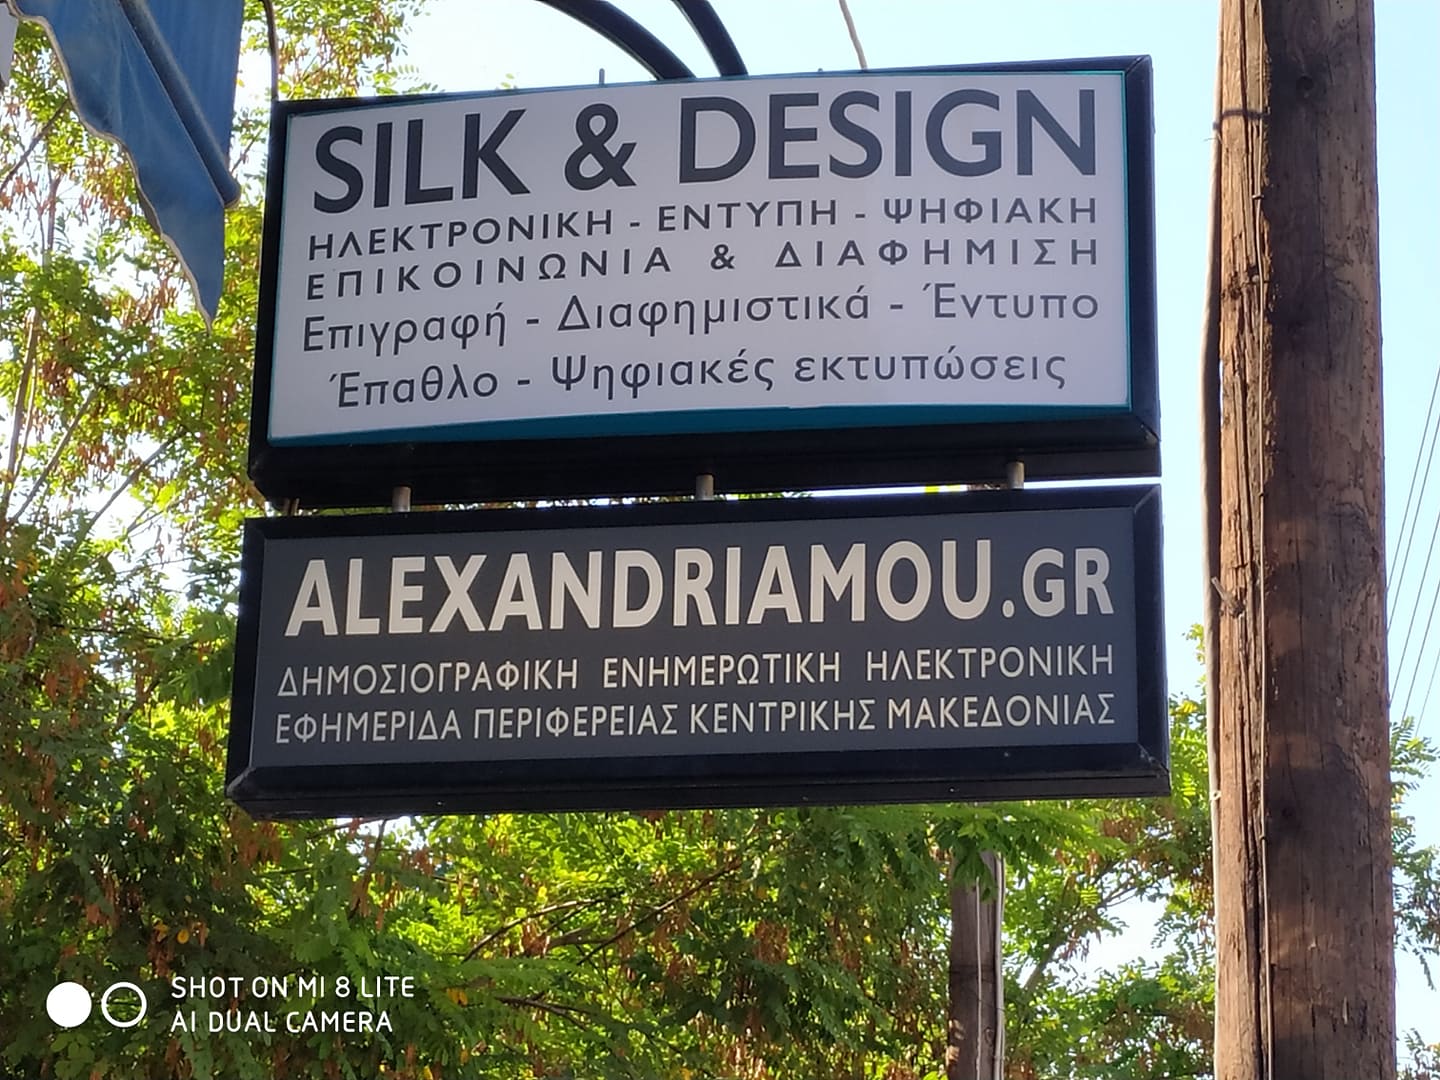 SILK & DESIGN
ΗΛΕΚΤΡΟΝΙΚΗ - ΕΝΤΥΠΗ - ΨΗΦΙΑΚΗ
ΕΠΙΚΟΙΝΩΝΙΑ & ΔΙΑΦΗΜΙΣΗ
Επιγραφή - Διαφημιστικά - Έντυπο
Έπαθλο - Ψηφιακές εκτυπώσεις
ALEXANDRIAMOU.GR
ΔΗΜΟΣΙΟΓΡΑΦΙΚΗ ΕΝΗΜΕΡΩΤΙΚΗ ΗΛΕΚΤΡΟΝΙΚΗ
ΕΦΗΜΕΡΙΔΑ ΠΕΡΙΦΕΡΕΙΑΣ ΚΕΝΤΡΙΚΗΣ ΜΑΚΕΔΟΝΙΑΣ
SHOT ON MI 8 LITE
AI DUAL CAMERA